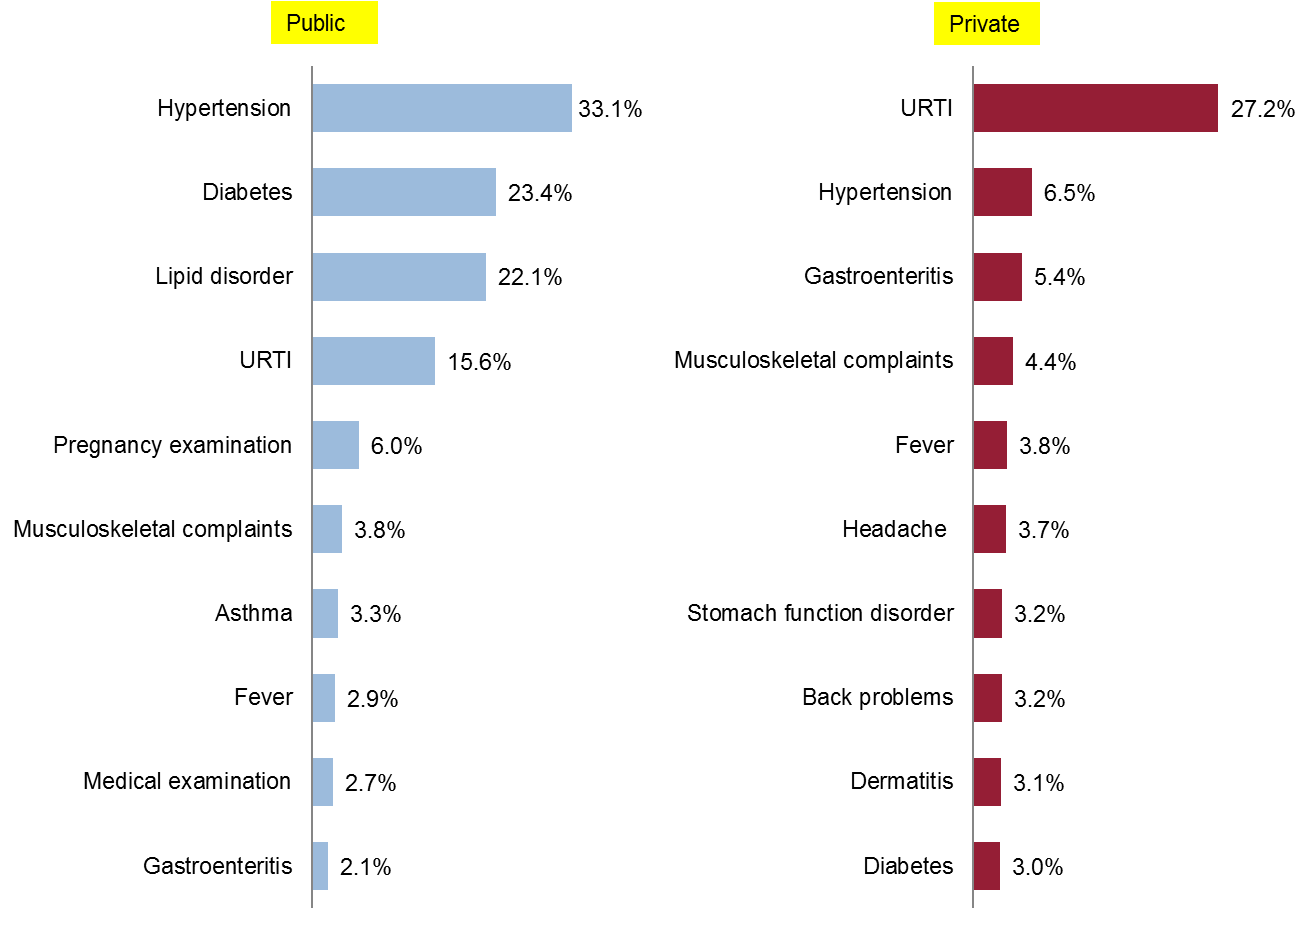 Public
Hypertension 33.1%
Diabetes 23.4%
Lipid disorder 22.1%
URTI 15.6%
Pregnancy examination 6.0%
Musculoskeletal complaints 3.8%
Asthma 3.3%
Fever 2.9%
Medical examination 2.7%
Gastroenteritis 2.1%
Private
URTI 27.2%
Hypertension 6.5%
Gastroenteritis 5.4%
Musculoskeletal complaints 4.4%
Fever 3.8%
Headache 3.7%
Stomach function disorder 3.2%
Back problems 3.2%
Dermatitis 3.1%
Diabetes 3.0%